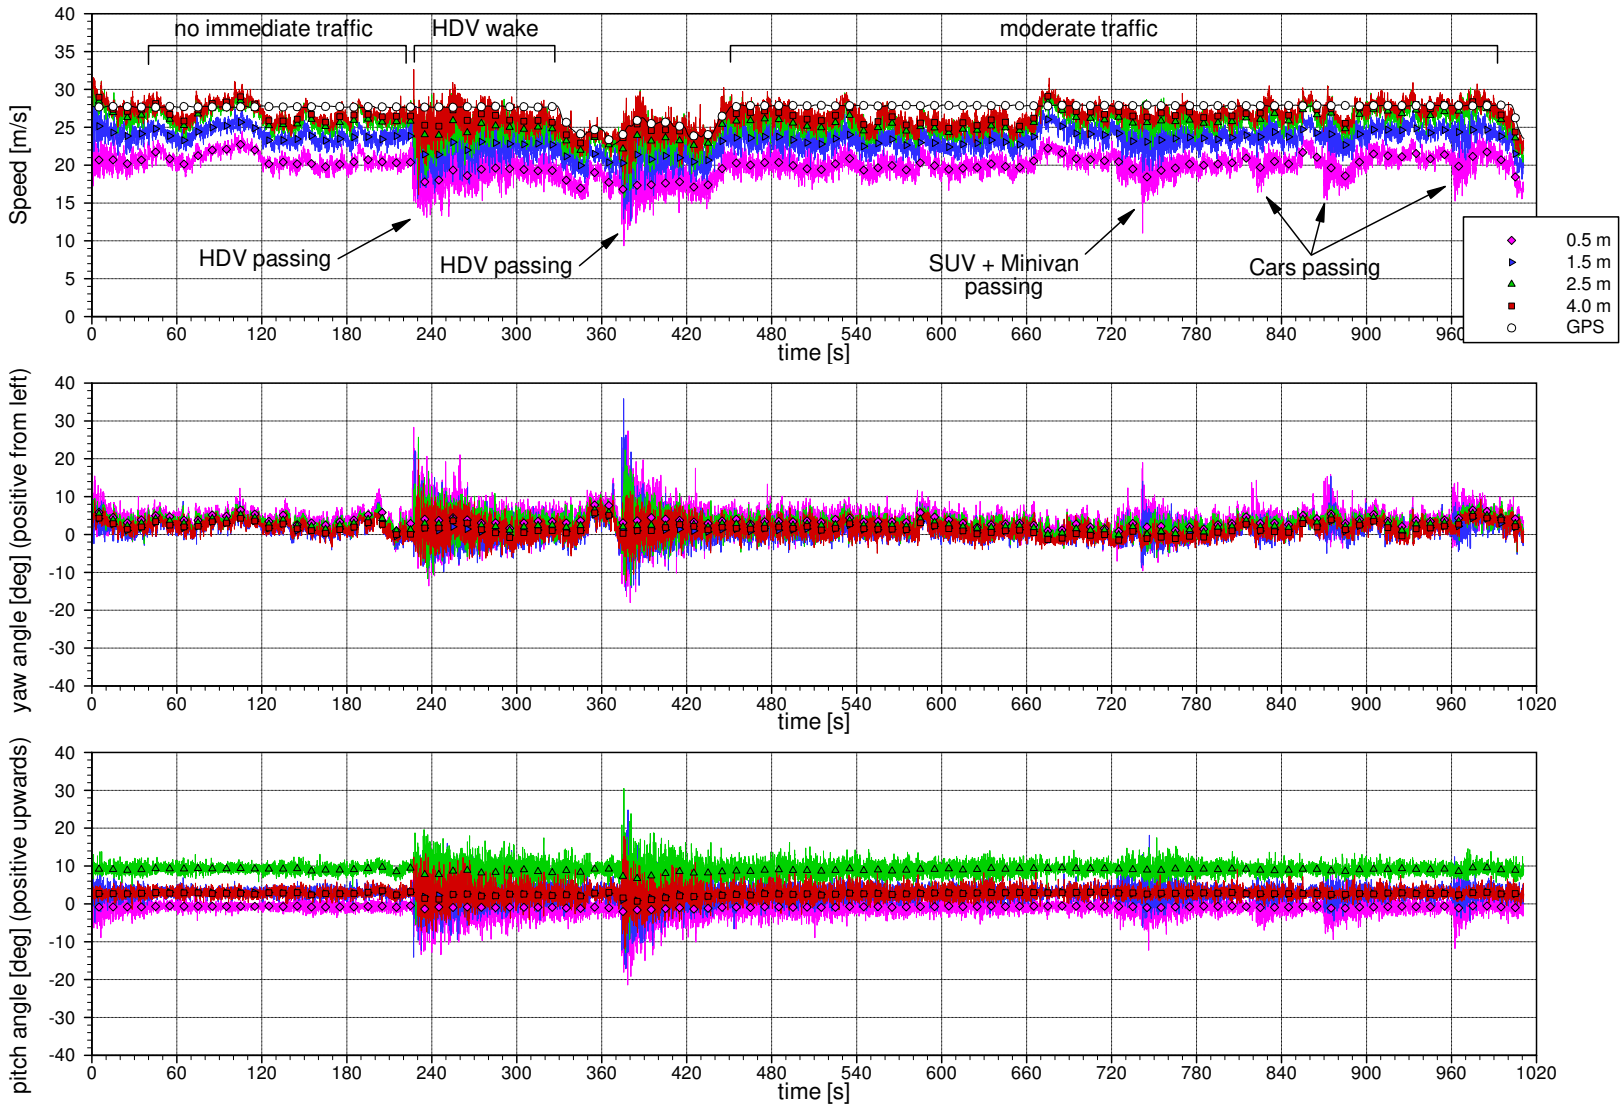 no immediate traffic
HDV wake
moderate traffic
40
35
30
25
20
15
10
5
0
Speed [m/s]
HDV passing
HDV passing
SUV + Minivan
passing
Cars passing
0.5 m
1.5 m
2.5 m
4.0 m
GPS
0 60 120 180 240 300 360 420 480 540 600 660 720 780 840 900 960
time [s]
40
30
20
10
0
-10
-20
-30
-40
yaw angle [deg] (positive from left)
0 60 120 180 240 300 360 420 480 540 600 660 720 780 840 900 960 1020
time [s]
40
30
20
10
0
-10
-20
-30
-40
pitch angle [deg] (positive upwards)
0 60 120 180 240 300 360 420 480 540 600 660 720 780 840 900 960 1020
time [s]